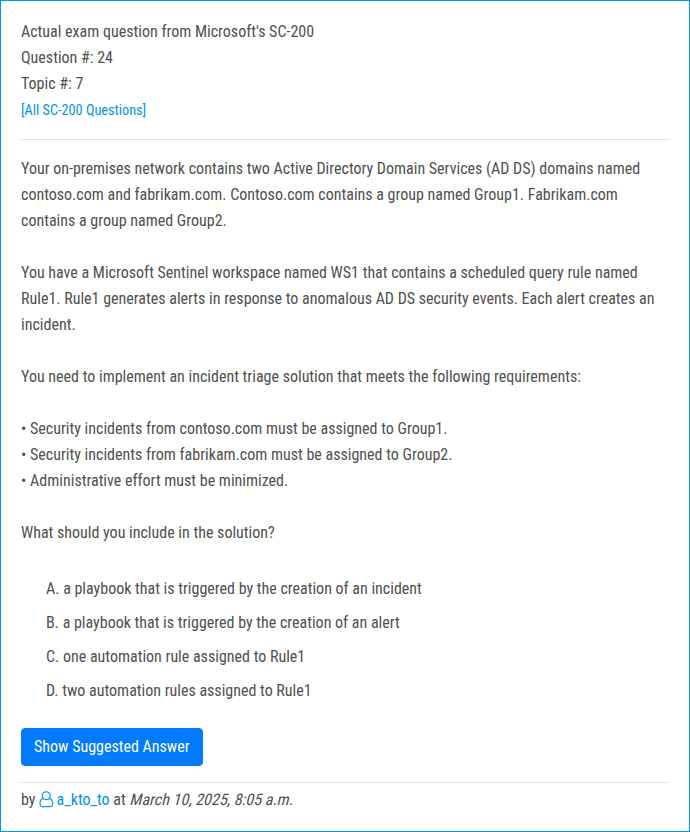 Actual exam question from Microsoft's SC-200
Question #: 24
Topic #: 7
[All SC-200 Questions]
Your on-premises network contains two Active Directory Domain Services (AD DS) domains named
contoso.com and fabrikam.com. Contoso.com contains a group named Group1. Fabrikam.com
contains a group named Group2.
You have a Microsoft Sentinel workspace named WS1 that contains a scheduled query rule named
Rule1. Rule1 generates alerts in response to anomalous AD DS security events. Each alert creates an
incident.
You need to implement an incident triage solution that meets the following requirements:
• Security incidents from contoso.com must be assigned to Group1.
• Security incidents from fabrikam.com must be assigned to Group2.
• Administrative effort must be minimized.
What should you include in the solution?
A. a playbook that is triggered by the creation of an incident
B. a playbook that is triggered by the creation of an alert
C. one automation rule assigned to Rule1
D. two automation rules assigned to Rule1
Show Suggested Answer
by a_kto_to at March 10, 2025, 8:05 a.m.